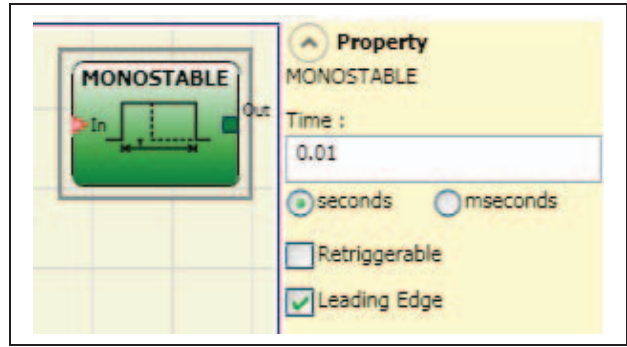 MONOSTABLE
In
Out
T
Property
MONOSTABLE
Time :
0.01
seconds
mseconds
Retriggerable
Leading Edge